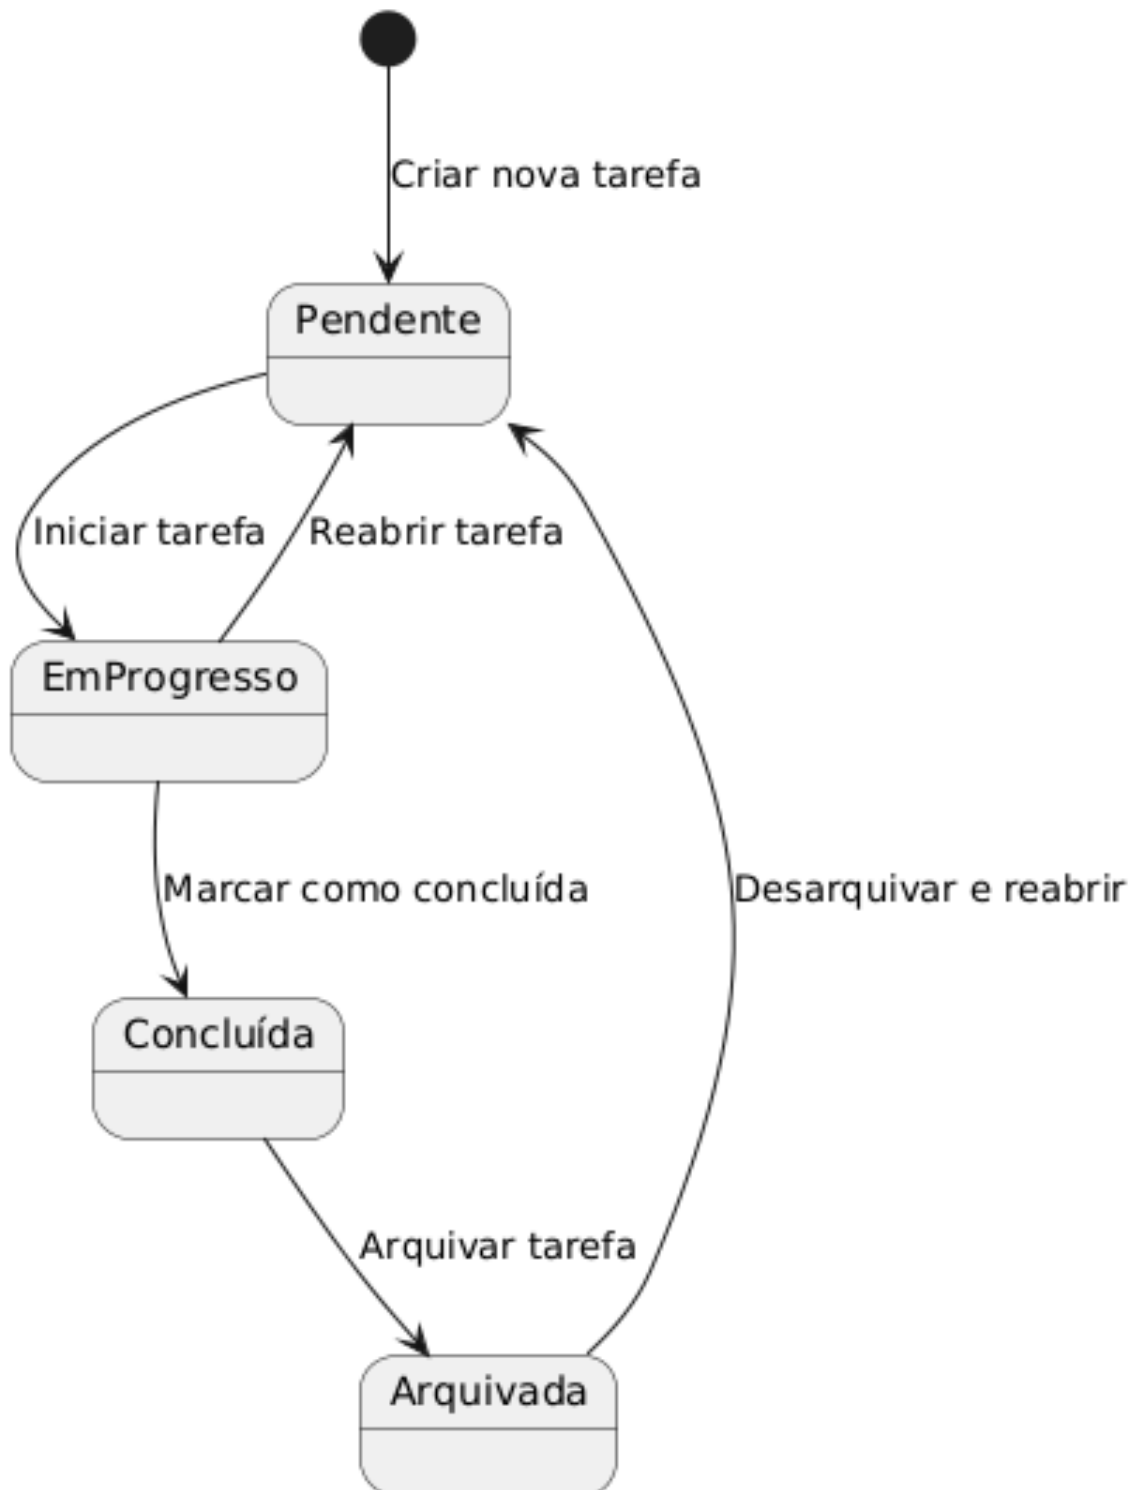 Criar nova tarefa
Pendente
Iniciar tarefa
Reabrir tarefa
EmProgresso
Marcar como concluída
Desarquivar e reabrir
Concluída
Arquivar tarefa
Arquivada